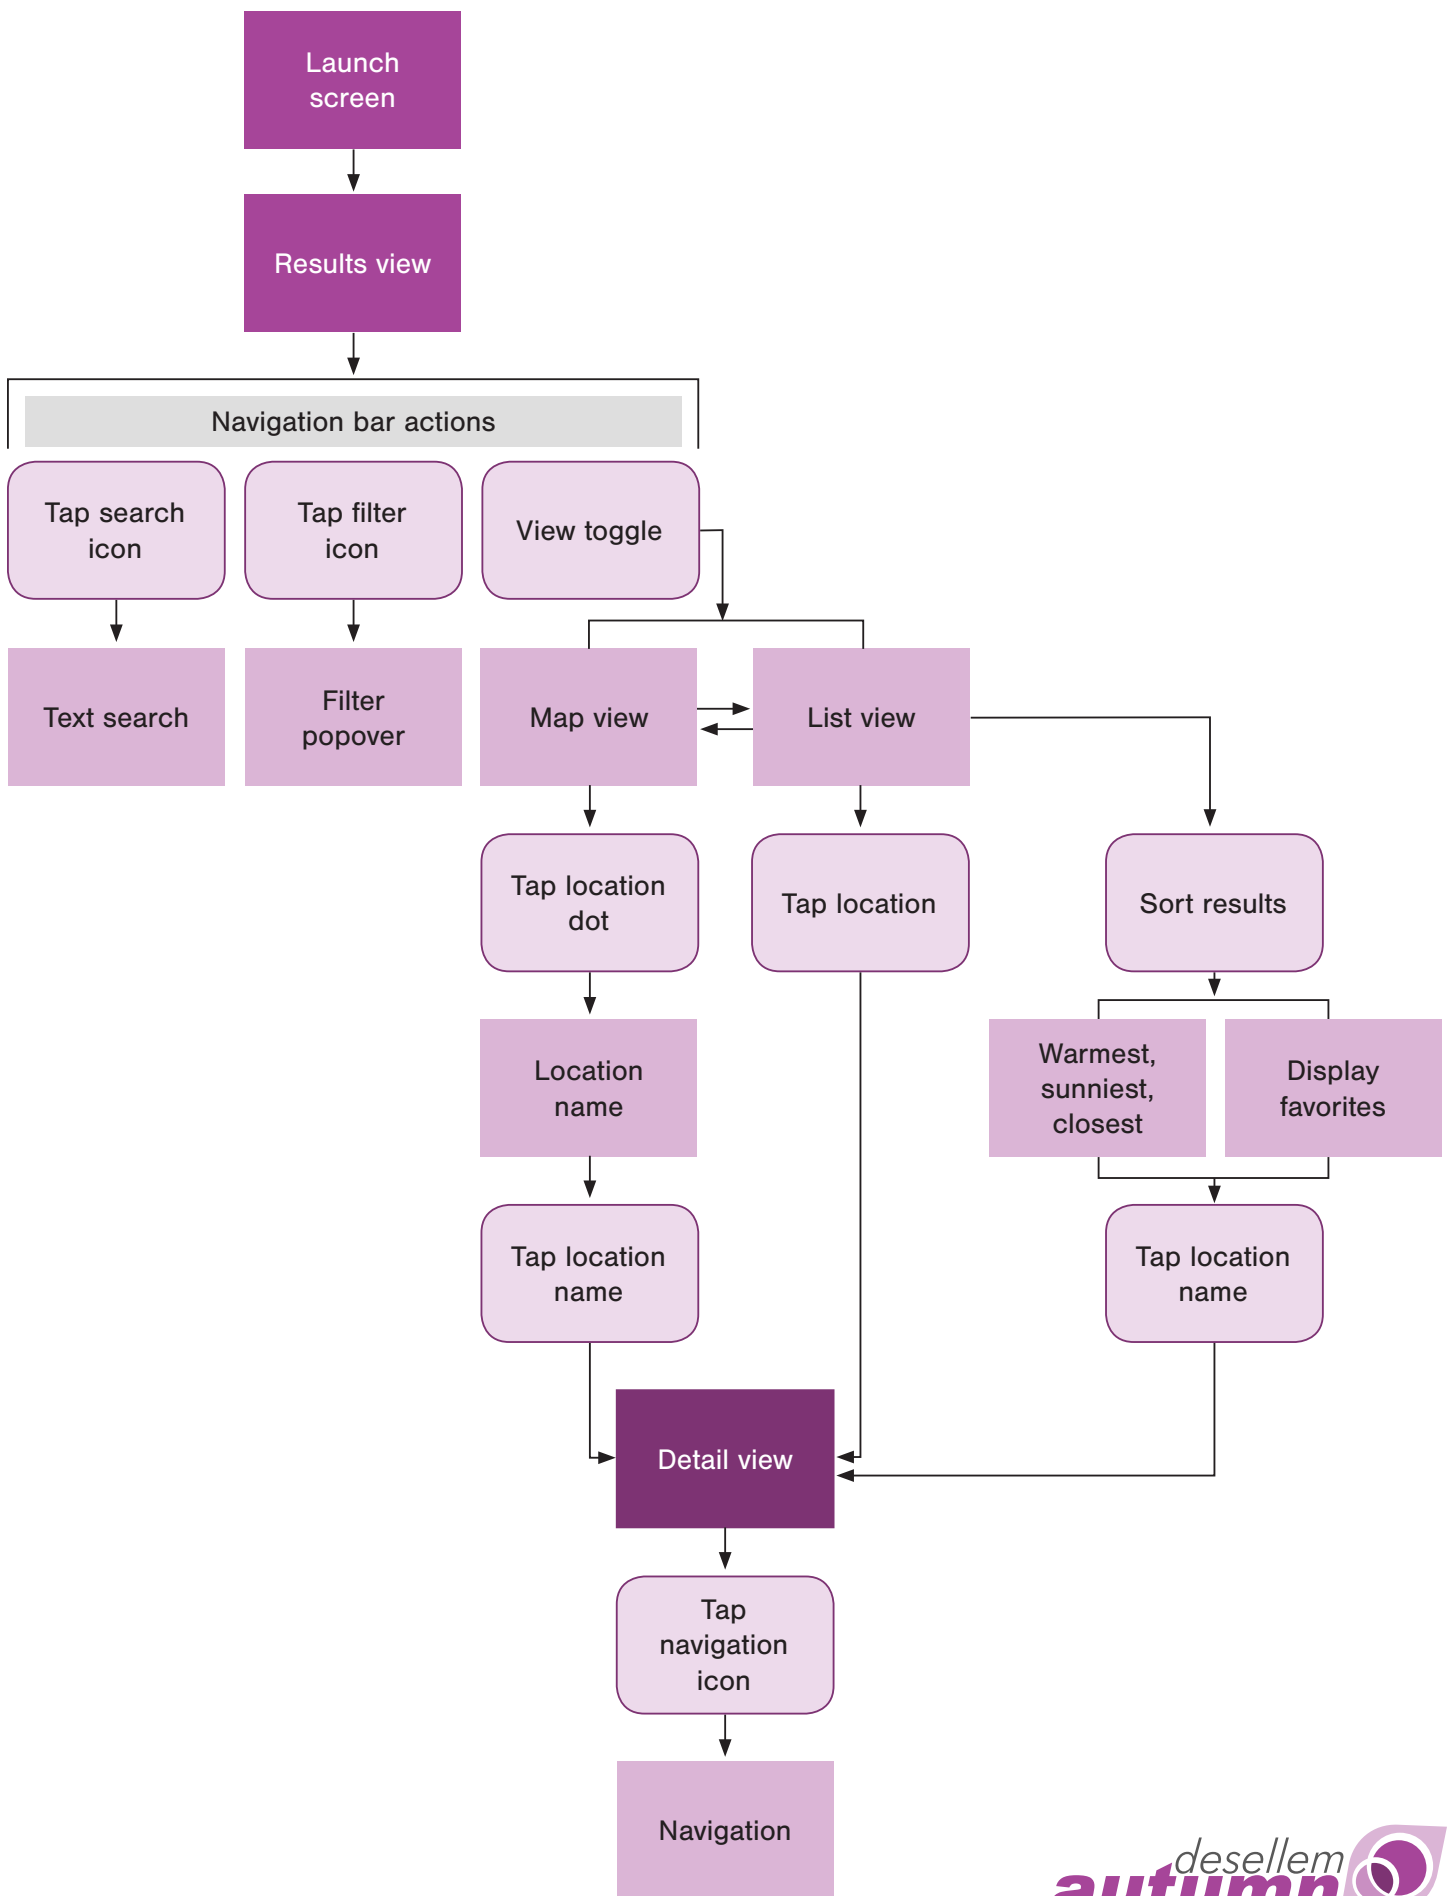 Launch
screen
Results view
Navigation bar actions
Tap search
icon
Tap filter
icon
View toggle
Text search
Filter
popover
Map view
List view
Tap location
dot
Tap location
Sort results
Location
name
Warmest,
sunniest,
closest
Display
favorites
Tap location
name
Tap location
name
Detail view
Tap
navigation
icon
Navigation
desellem
autumn